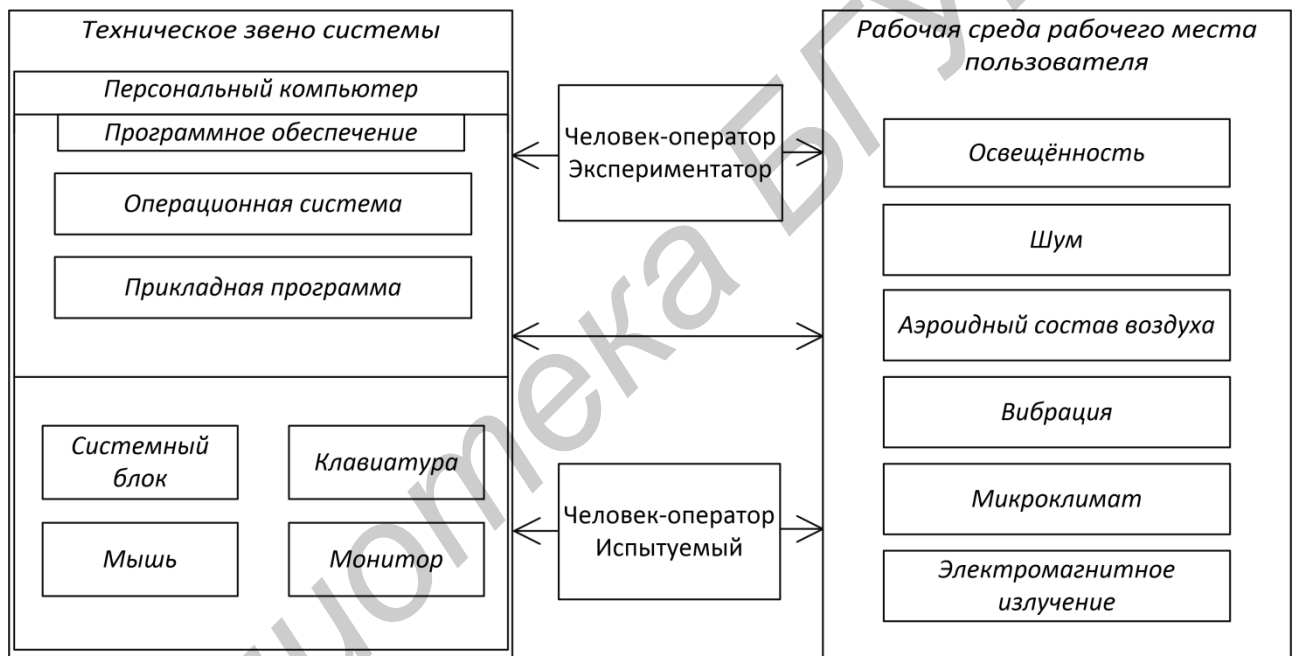 Техническое звено системы
Персональный компьютер
Программное обеспечение
Операционная система
Прикладная программа
Системный
блок
Клавиатура
Мышь
Монитор
Человек-оператор
Экспериментатор
Человек-оператор
Испытуемый
Рабочая среда рабочего места
пользователя
Освещённость
Шум
Аэроидный состав воздуха
Вибрация
Микроклимат
Электромагнитное
излучение